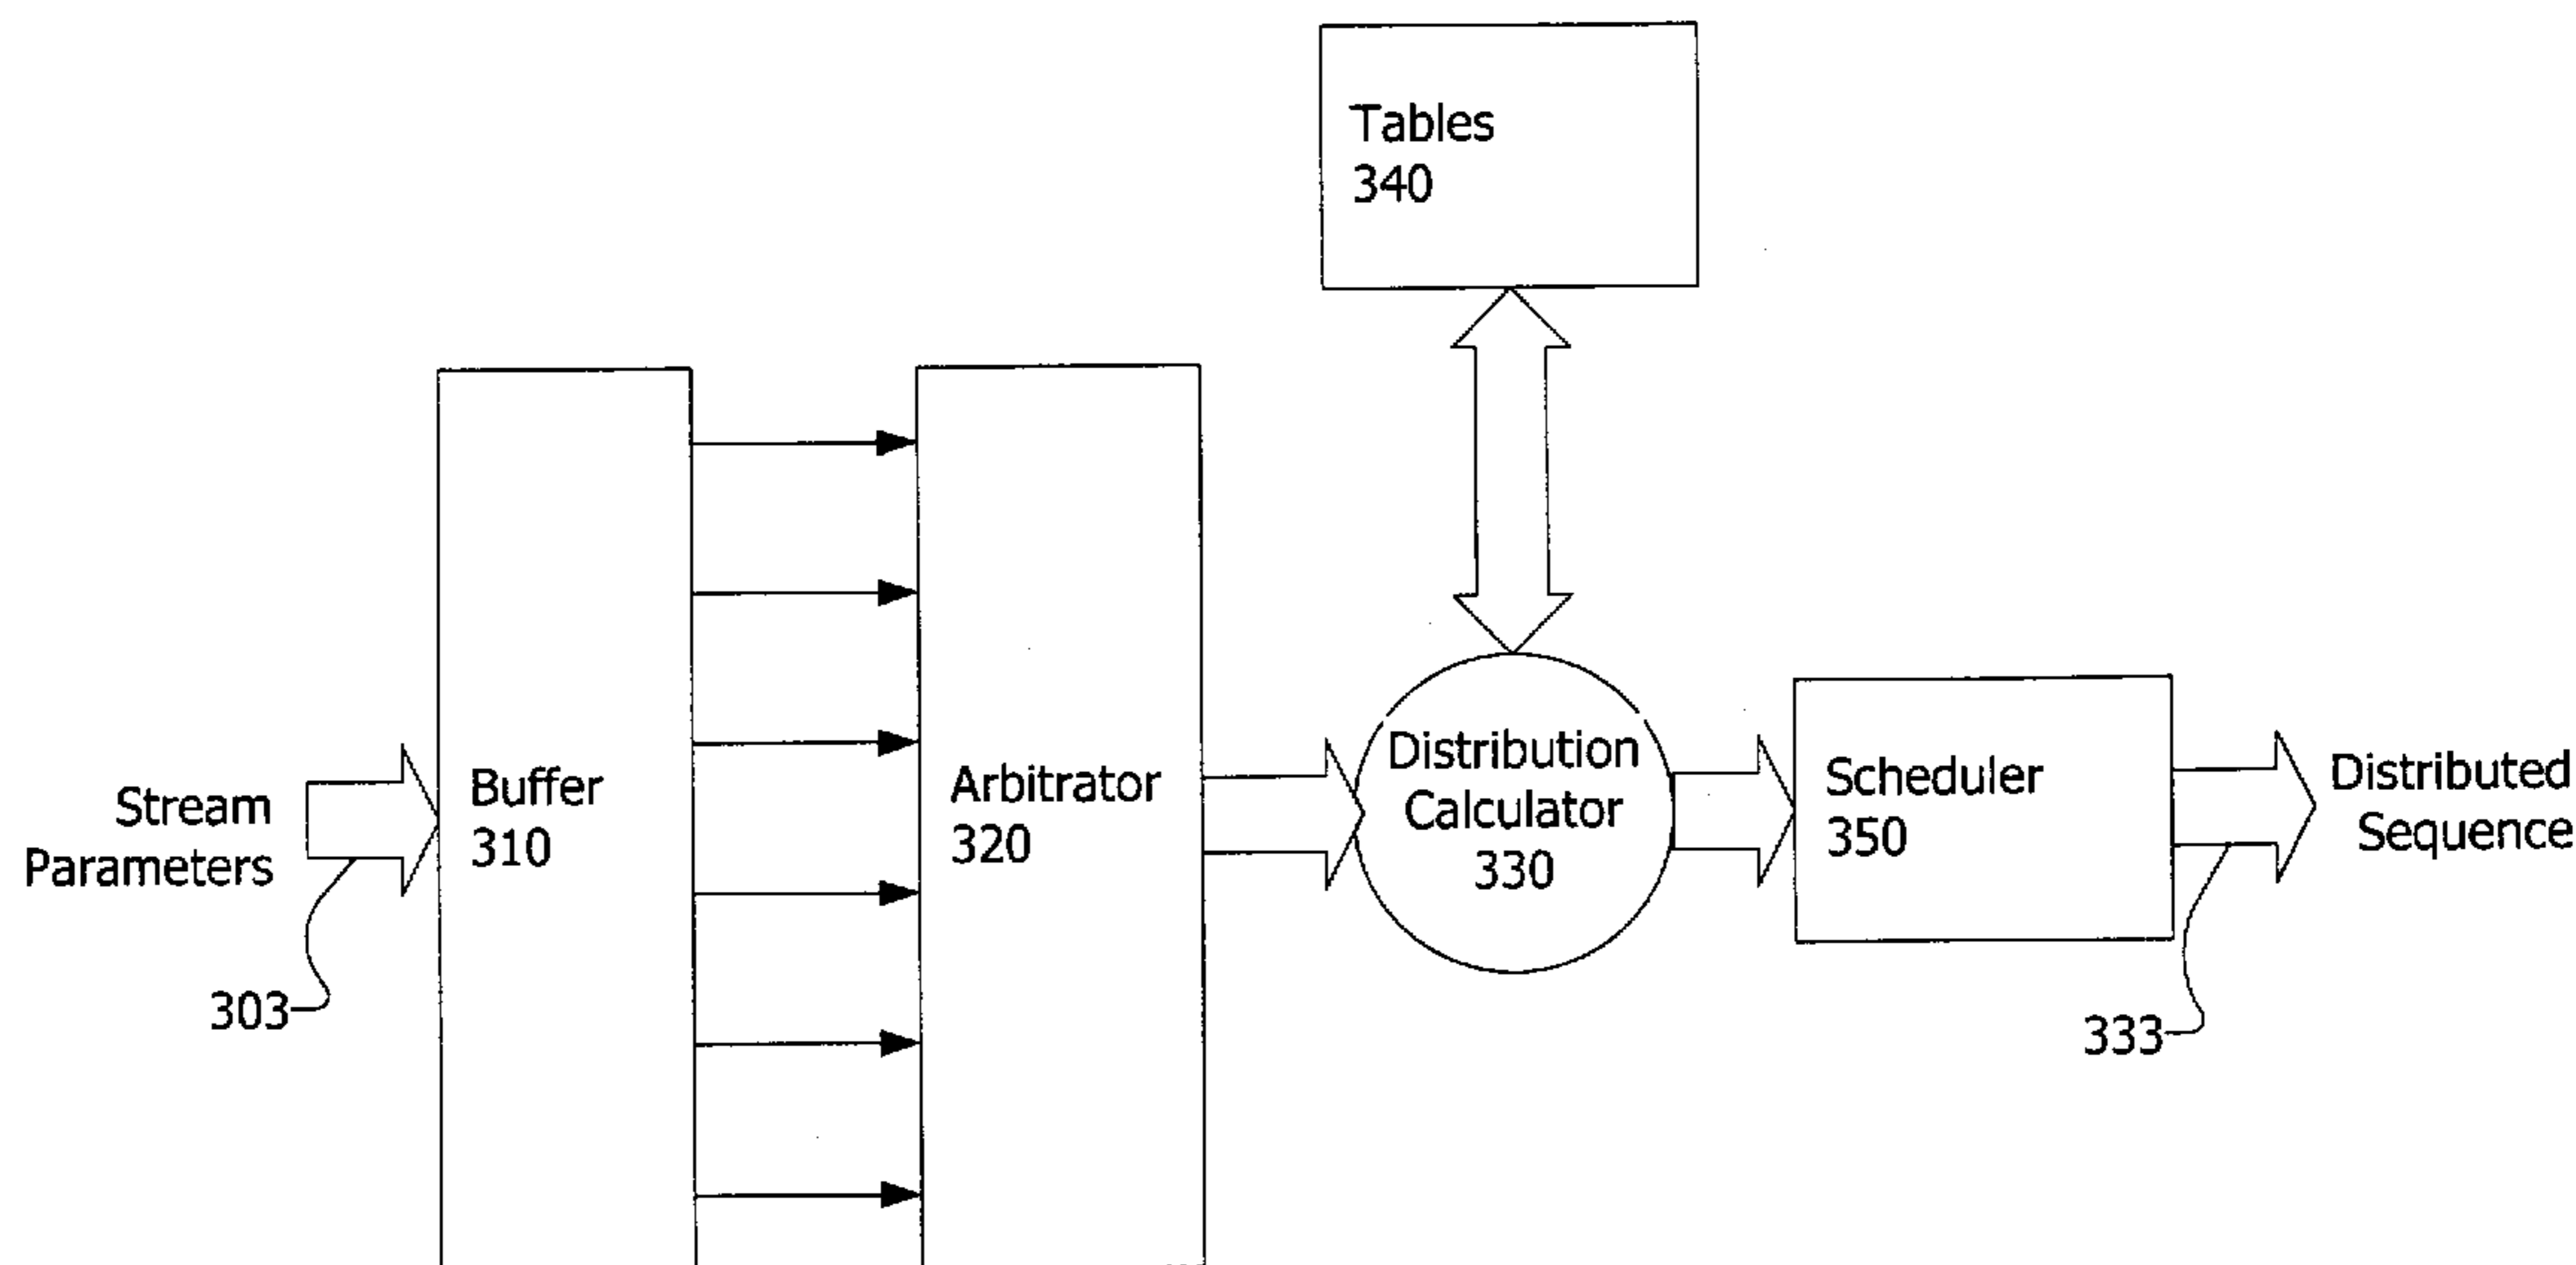 Tables
340
Stream
Parameters
303
Buffer
310
Arbitrator
320
Distribution
Calculator
330
Scheduler
350
Distributed
Sequence
333